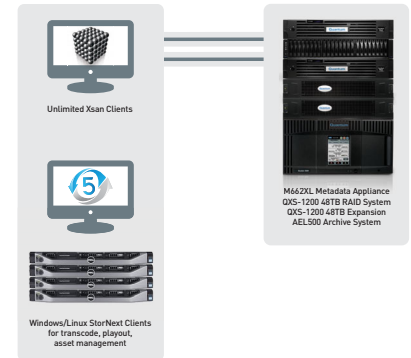 Unlimited Xsan Clients
5
Windows/Linux StorNext Clients
for transcode, playout,
asset management
M662XL Metadata Appliance
QXS-1200 48TB RAID System
QXS-1200 48TB Expansion
AEL500 Archive System